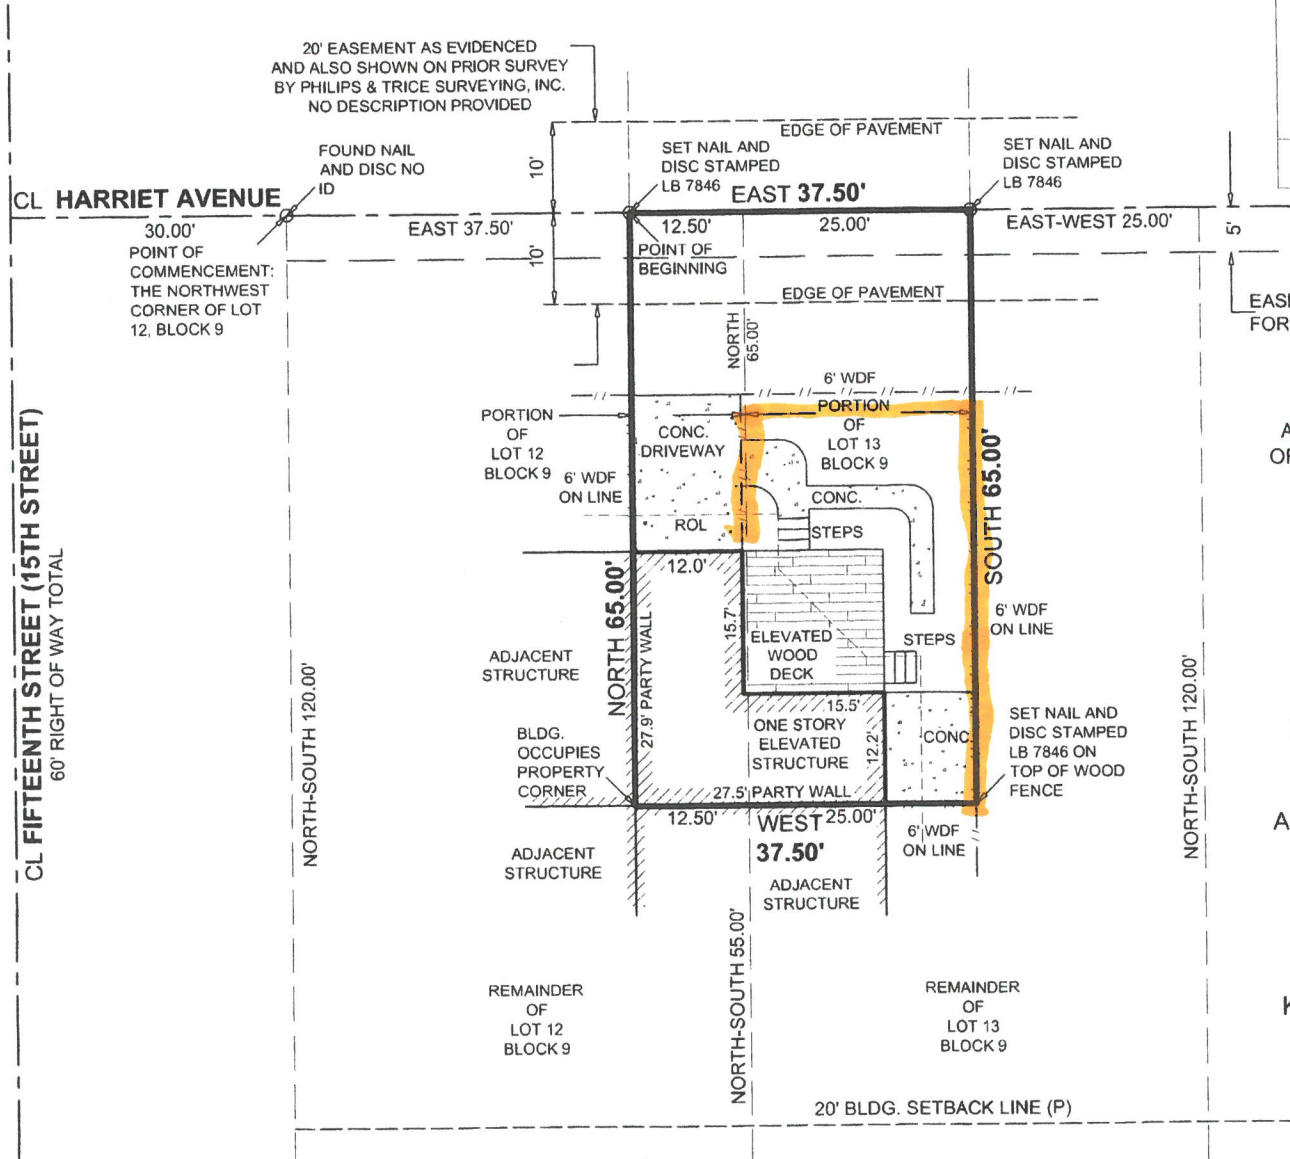 20' EASEMENT AS EVIDENCED
AND ALSO SHOWN ON PRIOR SURVEY
BY PHILIPS & TRICE SURVEYING, INC.
NO DESCRIPTION PROVIDED
EDGE OF PAVEMENT
FOUND NAIL
AND DISC NO
ID
SET NAIL AND
DISC STAMPED
LB 7846
SET NAIL AND
DISC STAMPED
LB 7846
10'
CL HARRIET AVENUE
EAST 37.50'
30.00'
EAST 37.50'
12.50'
25.00'
EAST-WEST 25.00'
5'
POINT OF
COMMENCEMENT:
THE NORTHWEST
CORNER OF LOT
12, BLOCK 9
10'
POINT OF
BEGINNING
EDGE OF PAVEMENT
NORTH
65.00'
6' WDF
PORTION
OF
LOT 12
BLOCK 9
PORTION
OF
LOT 13
BLOCK 9
CONC.
DRIVEWAY
6' WDF
ON LINE
CONC.
ROL
STEPS
SOUTH 65.00'
CL FIFTEENTH STREET (15TH STREET)
60' RIGHT OF WAY TOTAL
12.0'
NORTH 65.00'
27.9' PARTY WALL
15.7'
ELEVATED
WOOD
DECK
STEPS
6' WDF
ON LINE
ADJACENT
STRUCTURE
NORTH-SOUTH 120.00'
NORTH-SOUTH 120.00'
15.5'
ONE STORY
ELEVATED
STRUCTURE
12.2'
CONC.
SET NAIL AND
DISC STAMPED
LB 7846 ON
TOP OF WOOD
FENCE
BLDG.
OCCUPIES
PROPERTY
CORNER
27.5' PARTY WALL
12.50'
WEST
37.50'
25.00'
6' WDF
ON LINE
ADJACENT
STRUCTURE
ADJACENT
STRUCTURE
NORTH-SOUTH 55.00'
REMAINDER
OF
LOT 12
BLOCK 9
REMAINDER
OF
LOT 13
BLOCK 9
20' BLDG. SETBACK LINE (P)
FOR
A